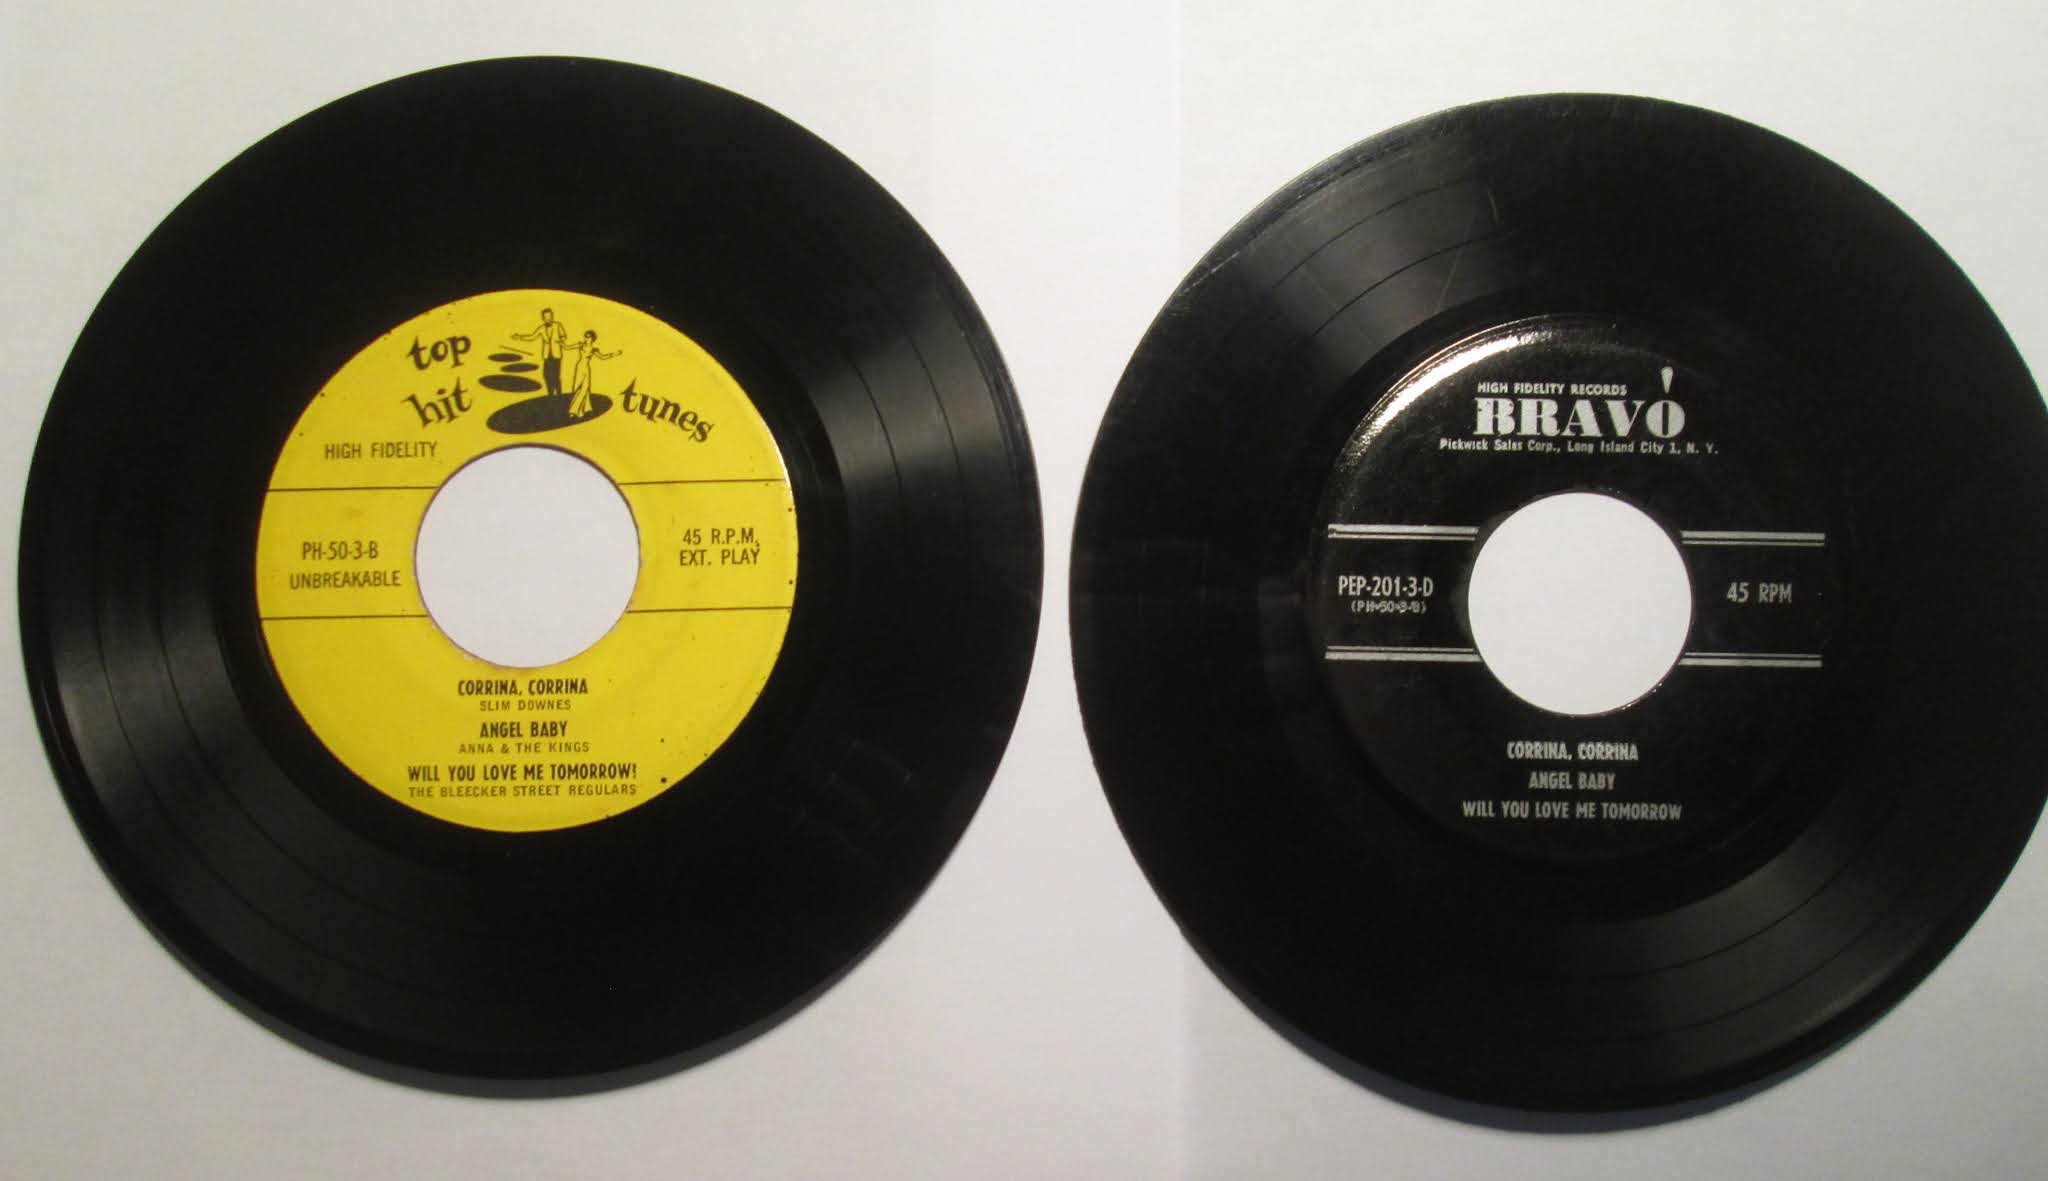 top
hit tunes
HIGH FIDELITY
PH-50-3-B
UNBREAKABLE
45 R.P.M.
EXT. PLAY
CORRINA, CORRINA
SLIM DOWNES
ANGEL BABY
ANNA & THE KINGS
WILL YOU LOVE ME TOMORROW!
THE BLEECKER STREET REGULARS
HIGH FIDELITY RECORDS
BRAVO
Pickwick Sales Corp., Long Island City 1, N. Y.
PEP-201-3-D
(PH-50-3-B)
45 RPM
CORRINA, CORRINA
ANGEL BABY
WILL YOU LOVE ME TOMORROW